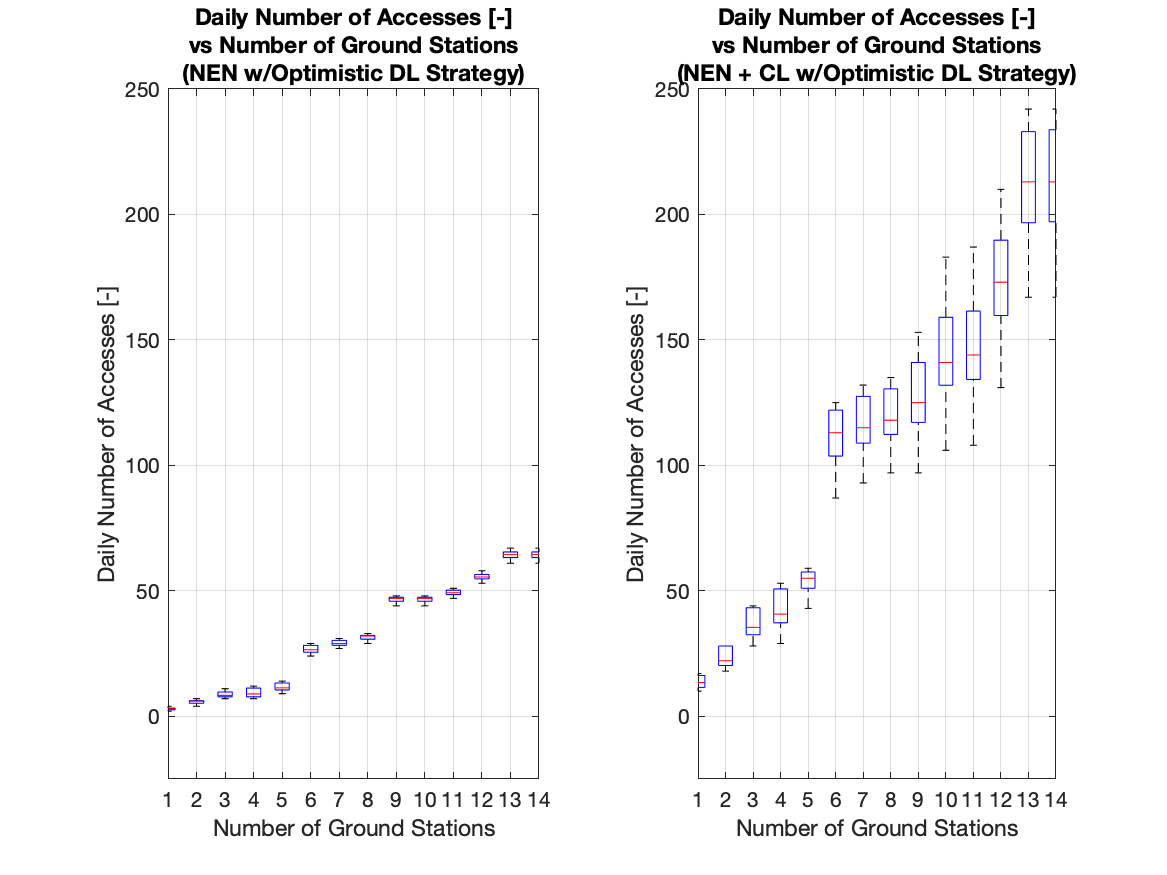 Daily Number of Accesses [-]
vs Number of Ground Stations
(NEN w/Optimistic DL Strategy)
250
200
150
100
50
0
Daily Number of Accesses [-]
1 2 3 4 5 6 7 8 9 10 11 12 13 14
Number of Ground Stations
Daily Number of Accesses [-]
vs Number of Ground Stations
(NEN + CL w/Optimistic DL Strategy)
250
200
150
100
50
0
Daily Number of Accesses [-]
1 2 3 4 5 6 7 8 9 10 11 12 13 14
Number of Ground Stations